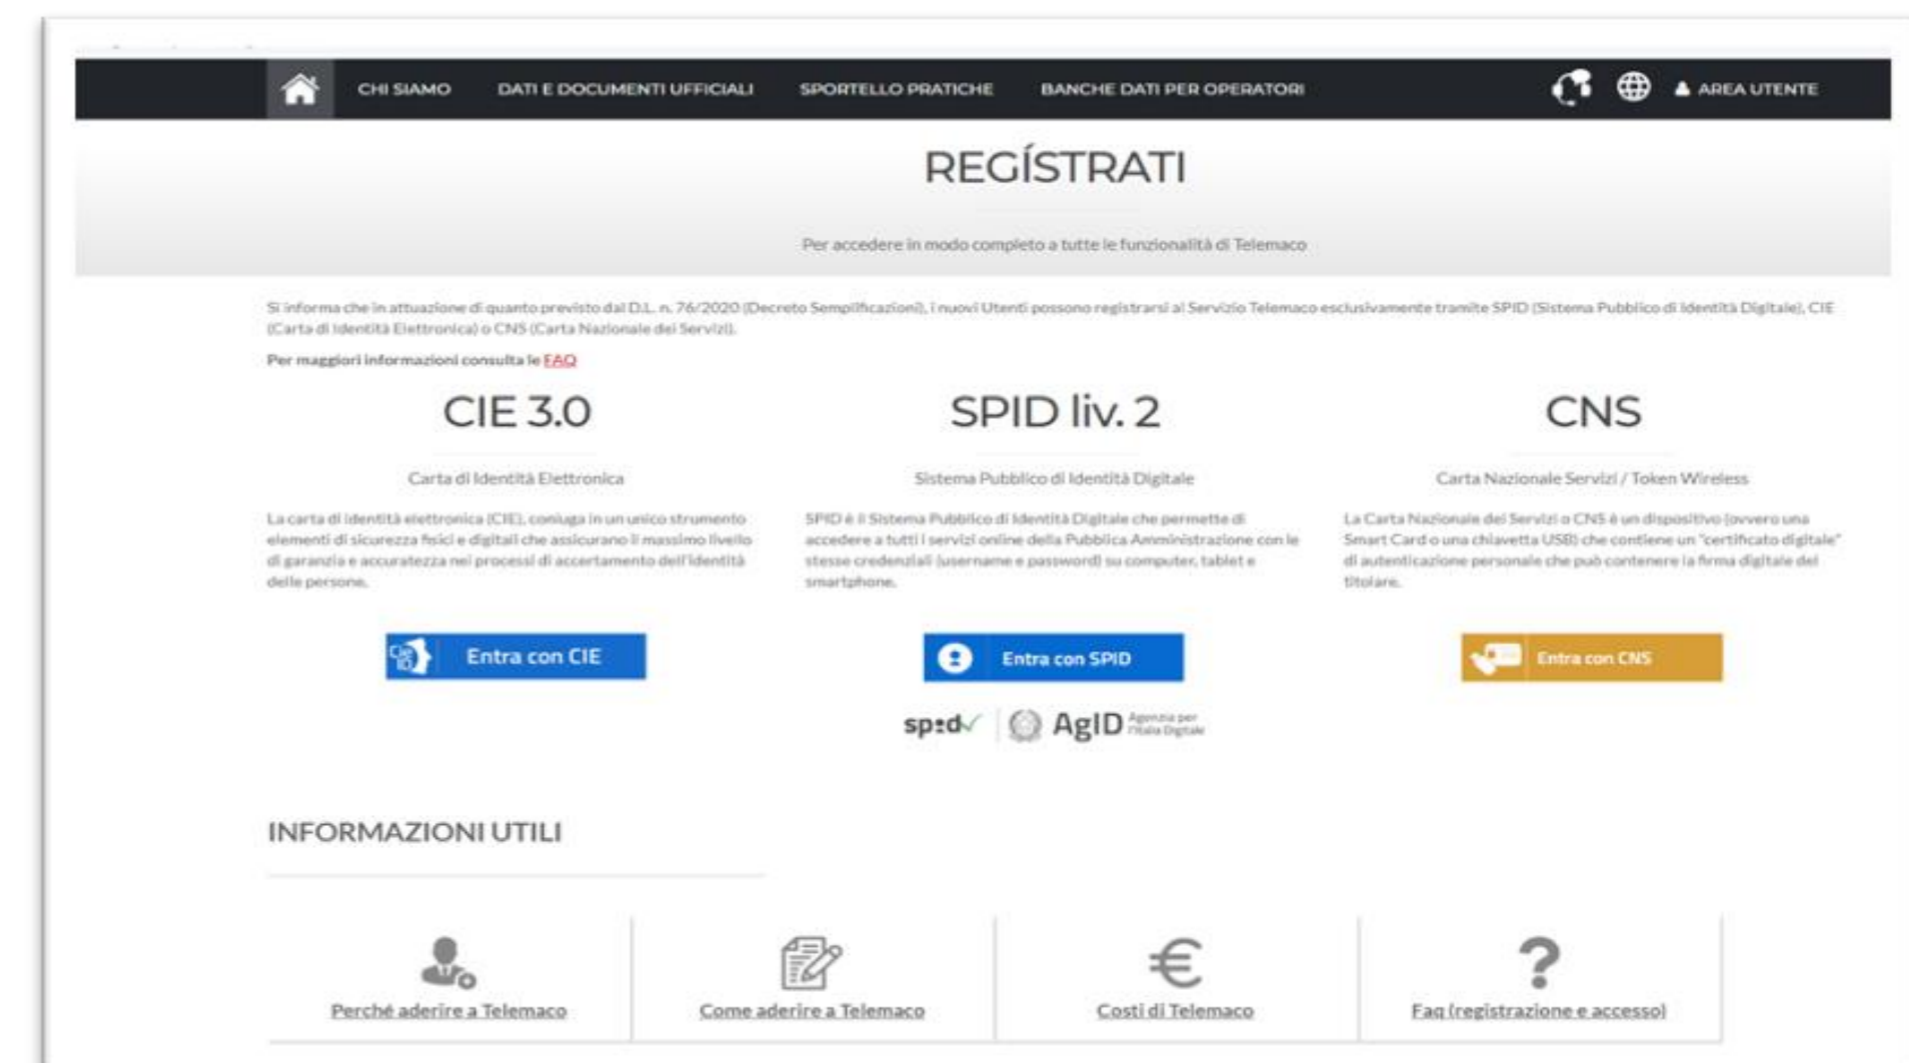 CHI SIAMO DATI E DOCUMENTI UFFICIALI SPORTELLO PRATICHE BANCHE DATI PER OPERATORI AREA UTENTE
REGÍSTRATI
Per accedere in modo completo a tutte le funzionalità di Telemaco
Si informa che in attuazione di quanto previsto dal D.L. n. 76/2020 (Decreto Semplificazioni), i nuovi Utenti possono registrarsi al Servizio Telemaco esclusivamente tramite SPID (Sistema Pubblico di Identità Digitale), CIE
(Carta di Identità Elettronica) o CNS (Carta Nazionale dei Servizi).
Per maggiori informazioni consulta le FAQ
CIE 3.0
Carta di Identità Elettronica
La carta di identità elettronica (CIE), coniuga in un unico strumento
elementi di sicurezza fisici e digitali che assicurano il massimo livello
di garanzia e accuratezza nei processi di accertamento dell'identità
delle persone.
Cie ID Entra con CIE
SPID liv. 2
Sistema Pubblico di Identità Digitale
SPID è il Sistema Pubblico di Identità Digitale che permette di
accedere a tutti i servizi online della Pubblica Amministrazione con le
stesse credenziali (username e password) su computer, tablet e
smartphone.
Entra con SPID
spid AgID Agenzia per l'Italia Digitale
CNS
Carta Nazionale Servizi / Token Wireless
La Carta Nazionale dei Servizi o CNS è un dispositivo (ovvero una
Smart Card o una chiavetta USB) che contiene un "certificato digitale"
di autenticazione personale che può contenere la firma digitale del
titolare.
Entra con CNS
INFORMAZIONI UTILI
Perché aderire a Telemaco
Come aderire a Telemaco
Costi di Telemaco
Faq (registrazione e accesso)